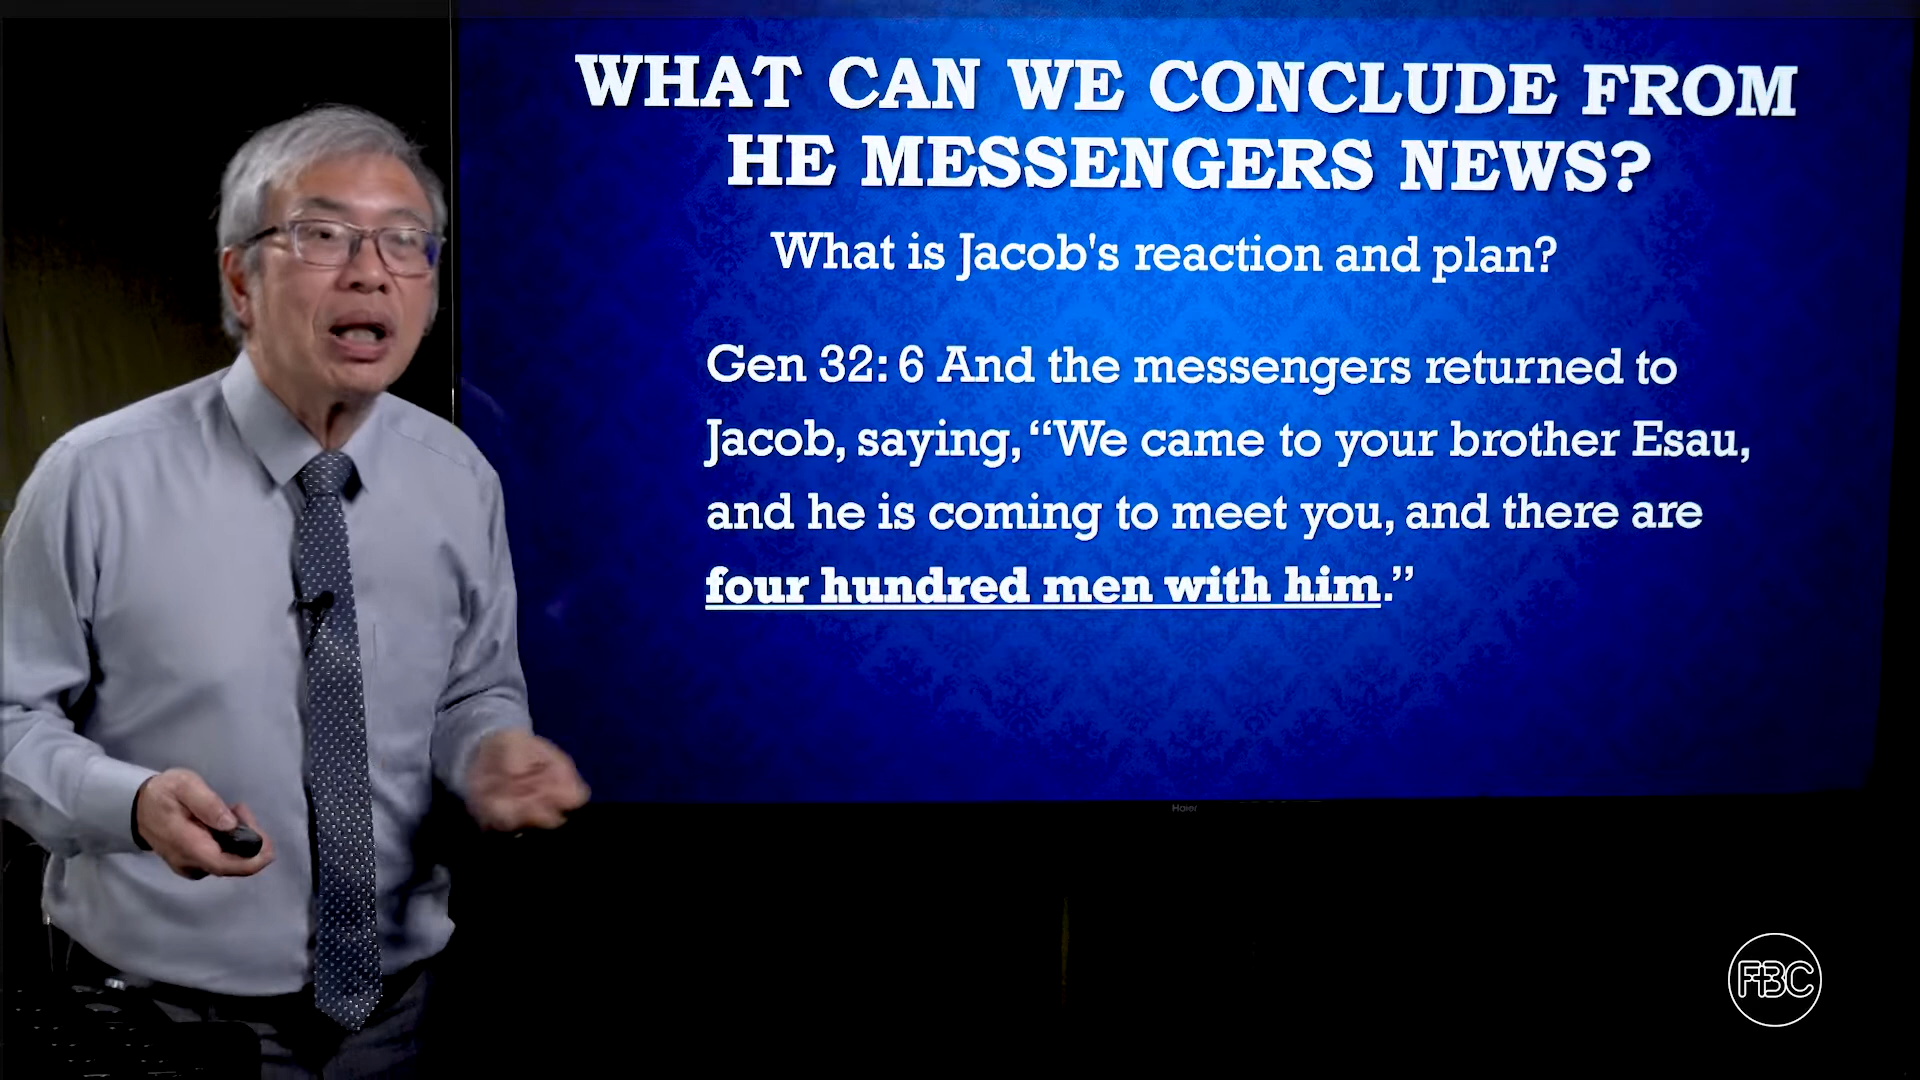 WHAT CAN WE CONCLUDE FROM
HE MESSENGERS NEWS?
What is Jacob's reaction and plan?
Gen 32: 6 And the messengers returned to
Jacob, saying, “We came to your brother Esau,
and he is coming to meet you, and there are
four hundred men with him.”
Haier
FBC